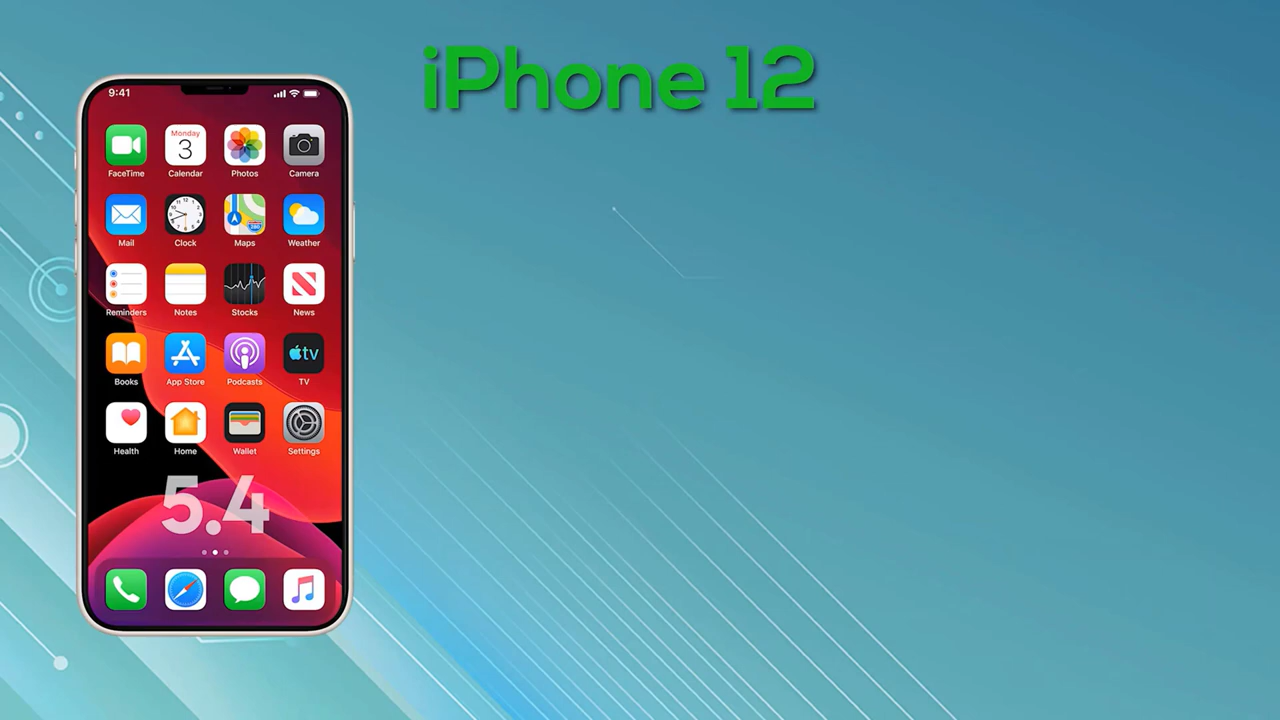 iPhone 12
9:41
Monday
3
FaceTime Calendar Photos Camera
Mail Clock Maps Weather
Reminders Notes Stocks News
tv
Books App Store Podcasts TV
Health Home Wallet Settings
5.4